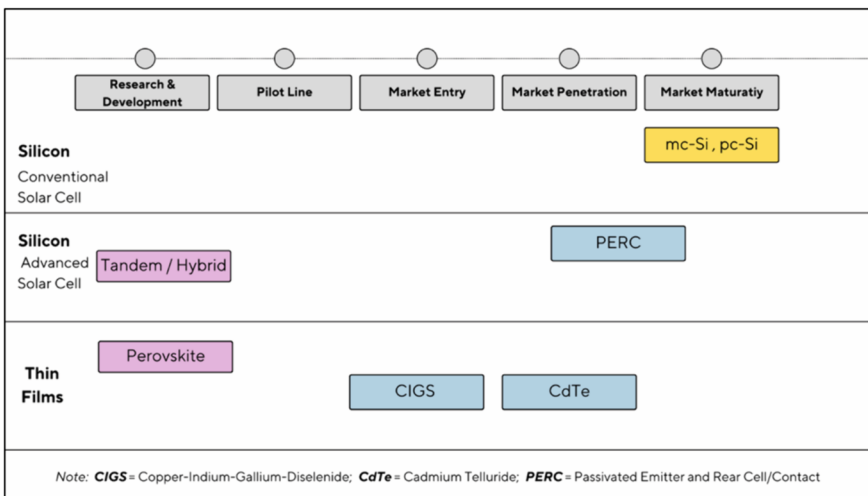 Research &
Development
Pilot Line
Market Entry
Market Penetration
Market Maturatiy
Silicon
Conventional
Solar Cell
mc-Si , pc-Si
Silicon
Advanced
Solar Cell
Tandem / Hybrid
PERC
Thin
Films
Perovskite
CIGS
CdTe
Note: CIGS = Copper-Indium-Gallium-Diselenide; CdTe = Cadmium Telluride; PERC = Passivated Emitter and Rear Cell/Contact